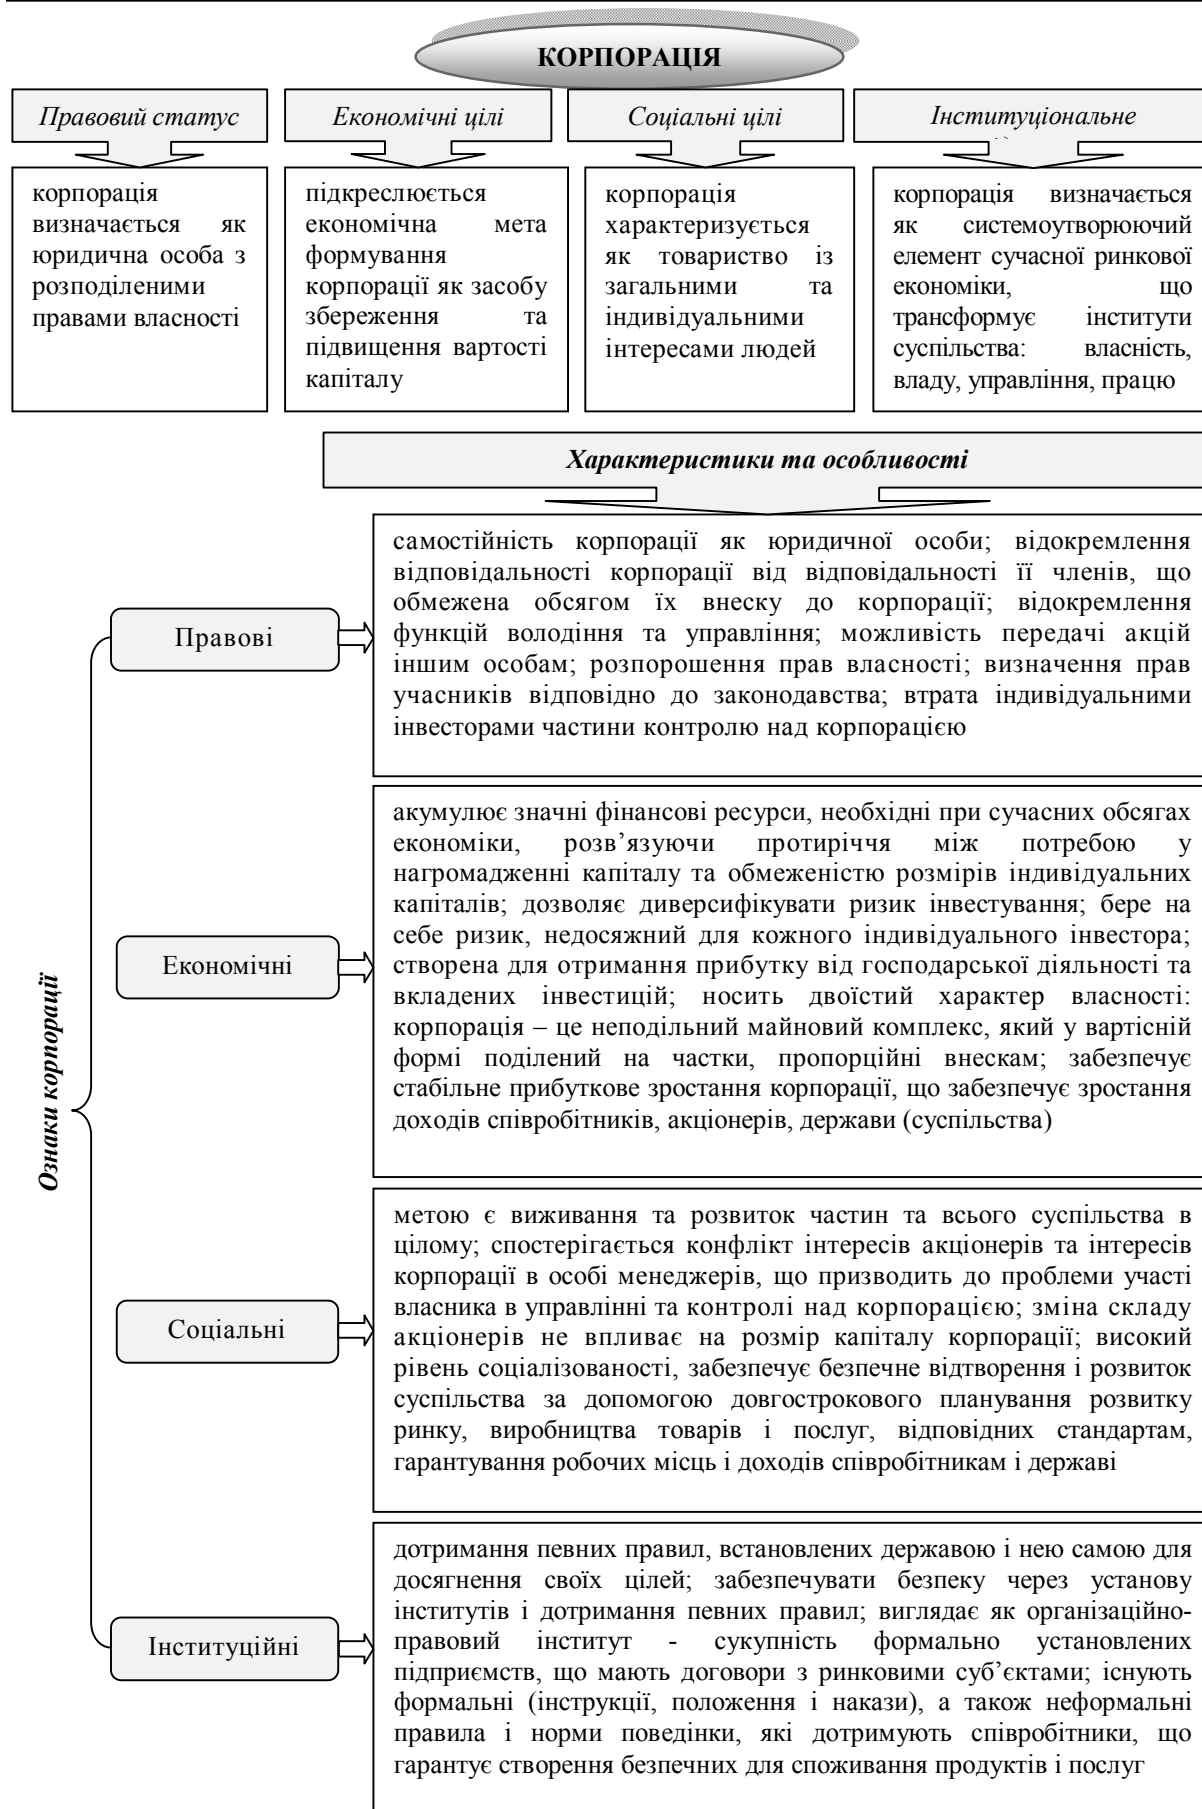 КОРПОРАЦІЯ
Правовий статус
Економічні цілі
Соціальні цілі
Інституціональне
корпорація
визначається як
юридична особа з
розподіленими
правами власності
підкреслюється
економічна мета
формування
корпорації як засобу
збереження та
підвищення вартості
капіталу
корпорація
характеризується
як товариство із
загальними та
індивідуальними
інтересами людей
корпорація визначається
як системоутворюючий
елемент сучасної ринкової
економіки, що
трансформує інститути
суспільства: власність,
владу, управління, працю
Характеристики та особливості
Ознаки корпорації
Правові
самостійність корпорації як юридичної особи; відокремлення
відповідальності корпорації від відповідальності її членів, що
обмежена обсягом їх внеску до корпорації; відокремлення
функцій володіння та управління; можливість передачі акцій
іншим особам; розпорошення прав власності; визначення прав
учасників відповідно до законодавства; втрата індивідуальними
інвесторами частини контролю над корпорацією
Економічні
акумулює значні фінансові ресурси, необхідні при сучасних обсягах
економіки, розв’язуючи протиріччя між потребою у
нагромадженні капіталу та обмеженістю розмірів індивідуальних
капіталів; дозволяє диверсифікувати ризик інвестування; бере на
себе ризик, недосяжний для кожного індивідуального інвестора;
створена для отримання прибутку від господарської діяльності та
вкладених інвестицій; носить двоїстий характер власності:
корпорація – це неподільний майновий комплекс, який у вартісній
формі поділений на частки, пропорційні внескам; забезпечує
стабільне прибуткове зростання корпорації, що забезпечує зростання
доходів співробітників, акціонерів, держави (суспільства)
Соціальні
метою є виживання та розвиток частин та всього суспільства в
цілому; спостерігається конфлікт інтересів акціонерів та інтересів
корпорації в особі менеджерів, що призводить до проблеми участі
власника в управлінні та контролі над корпорацією; зміна складу
акціонерів не впливає на розмір капіталу корпорації; високий
рівень соціалізованості, забезпечує безпечне відтворення і розвиток
суспільства за допомогою довгострокового планування розвитку
ринку, виробництва товарів і послуг, відповідних стандартам,
гарантування робочих місць і доходів співробітникам і державі
Інституційні
дотримання певних правил, встановлених державою і нею самою для
досягнення своїх цілей; забезпечувати безпеку через установу
інститутів і дотримання певних правил; виглядає як організаційно-
правовий інститут - сукупність формально установлених
підприємств, що мають договори з ринковими суб’єктами; існують
формальні (інструкції, положення і накази), а також неформальні
правила і норми поведінки, які дотримують співробітники, що
гарантує створення безпечних для споживання продуктів і послуг